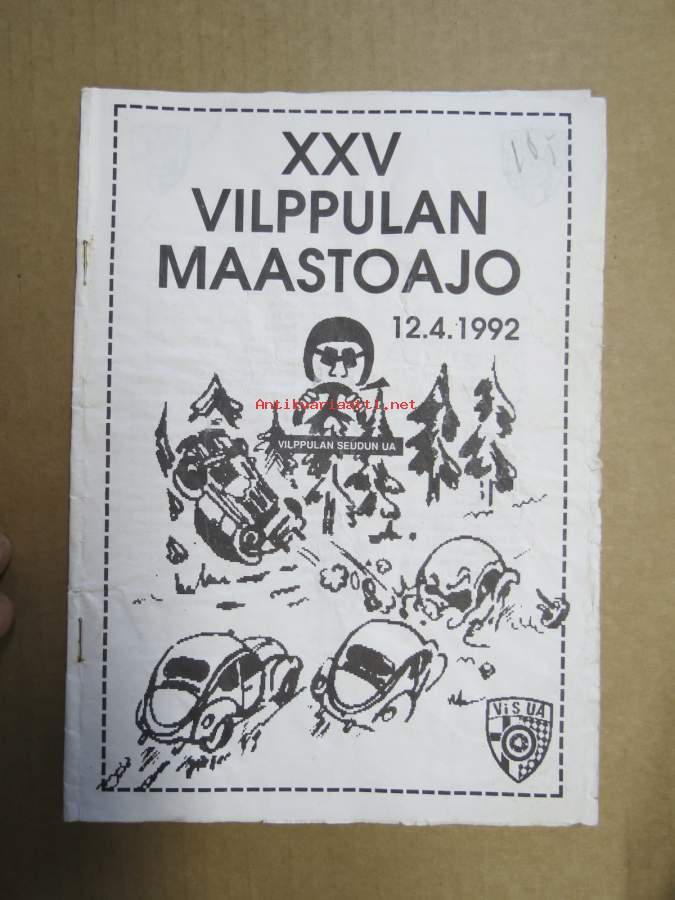 XXV
VILPPULAN
MAASTOAJO
12.4.1992
Antikvariaatti.net
VILPPULAN SEUDUN UA
ViS UA